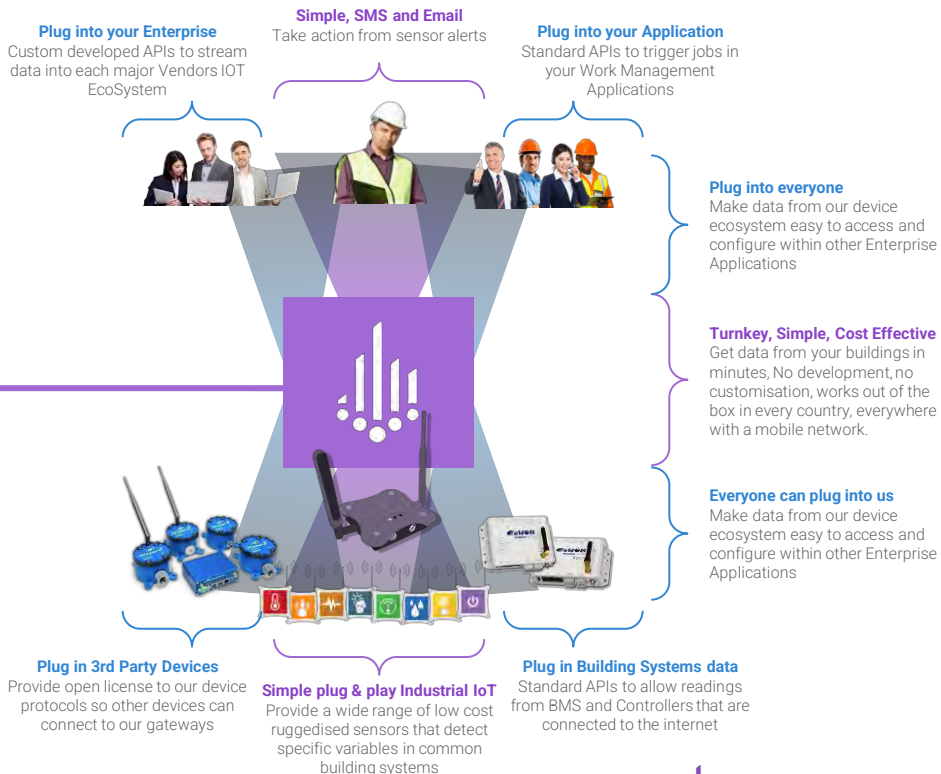 Plug into your Enterprise
Custom developed APIs to stream
data into each major Vendors IOT
EcoSystem
Simple, SMS and Email
Take action from sensor alerts
Plug into your Application
Standard APIs to trigger jobs in
your Work Management
Applications
Plug into everyone
Make data from our device
ecosystem easy to access and
configure within other Enterprise
Applications
Turnkey, Simple, Cost Effective
Get data from your buildings in
minutes, No development, no
customisation, works out of the
box in every country, everywhere
with a mobile network.
Everyone can plug into us
Make data from our device
ecosystem easy to access and
configure within other Enterprise
Applications
Plug in 3rd Party Devices
Provide open license to our device
protocols so other devices can
connect to our gateways
Simple plug & play Industrial IoT
Provide a wide range of low cost
ruggedised sensors that detect
specific variables in common
building systems
Plug in Building Systems data
Standard APIs to allow readings
from BMS and Controllers that are
connected to the internet